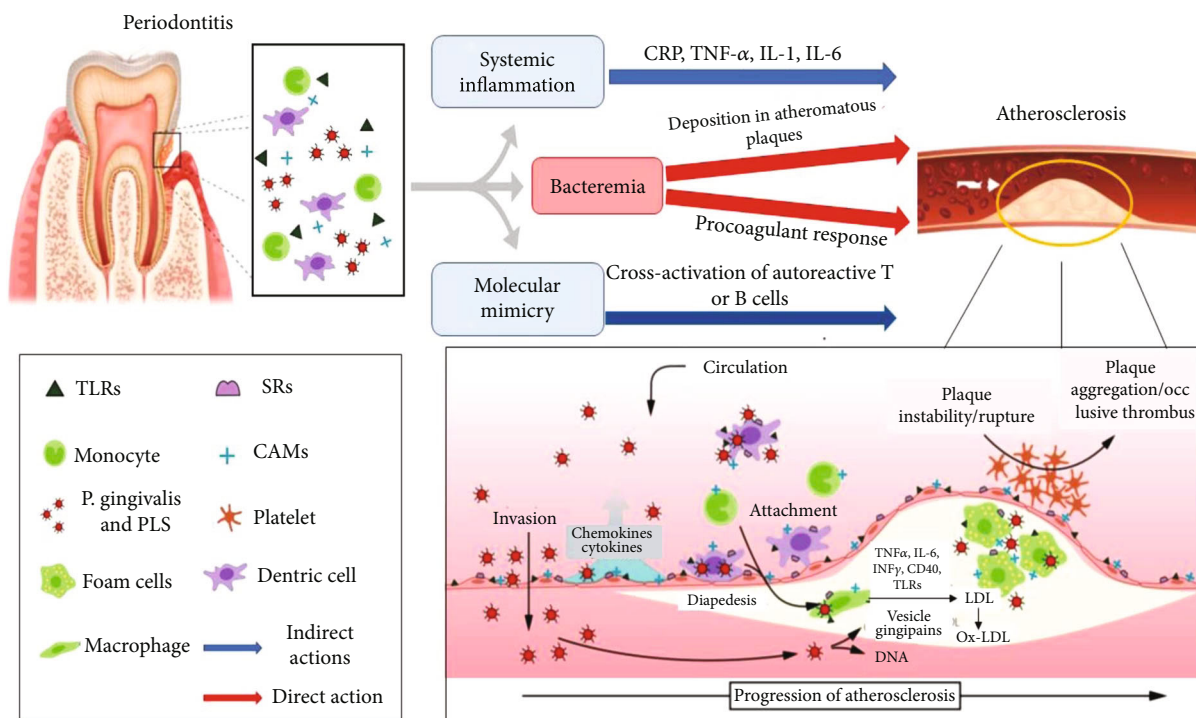 Periodontitis
Systemic
inflammation
CRP, TNF-α, IL-1, IL-6
Bacteremia
Deposition in atheromatous
plaques
Procoagulant response
Atherosclerosis
Molecular
mimicry
Cross-activation of autoreactive T
or B cells
TLRs
SRs
Monocyte
CAMs
P. gingivalis
and PLS
Platelet
Foam cells
Dentric cell
Macrophage
Indirect
actions
Direct action
Circulation
Plaque
instability/rupture
Plaque
aggregation/occ
lusive thrombus
Invasion
Chemokines
cytokines
Attachment
Diapedesis
TNFα, IL-6,
INFγ, CD40,
TLRs
LDL
Ox-LDL
Vesicle
gingipains
DNA
Progression of atherosclerosis